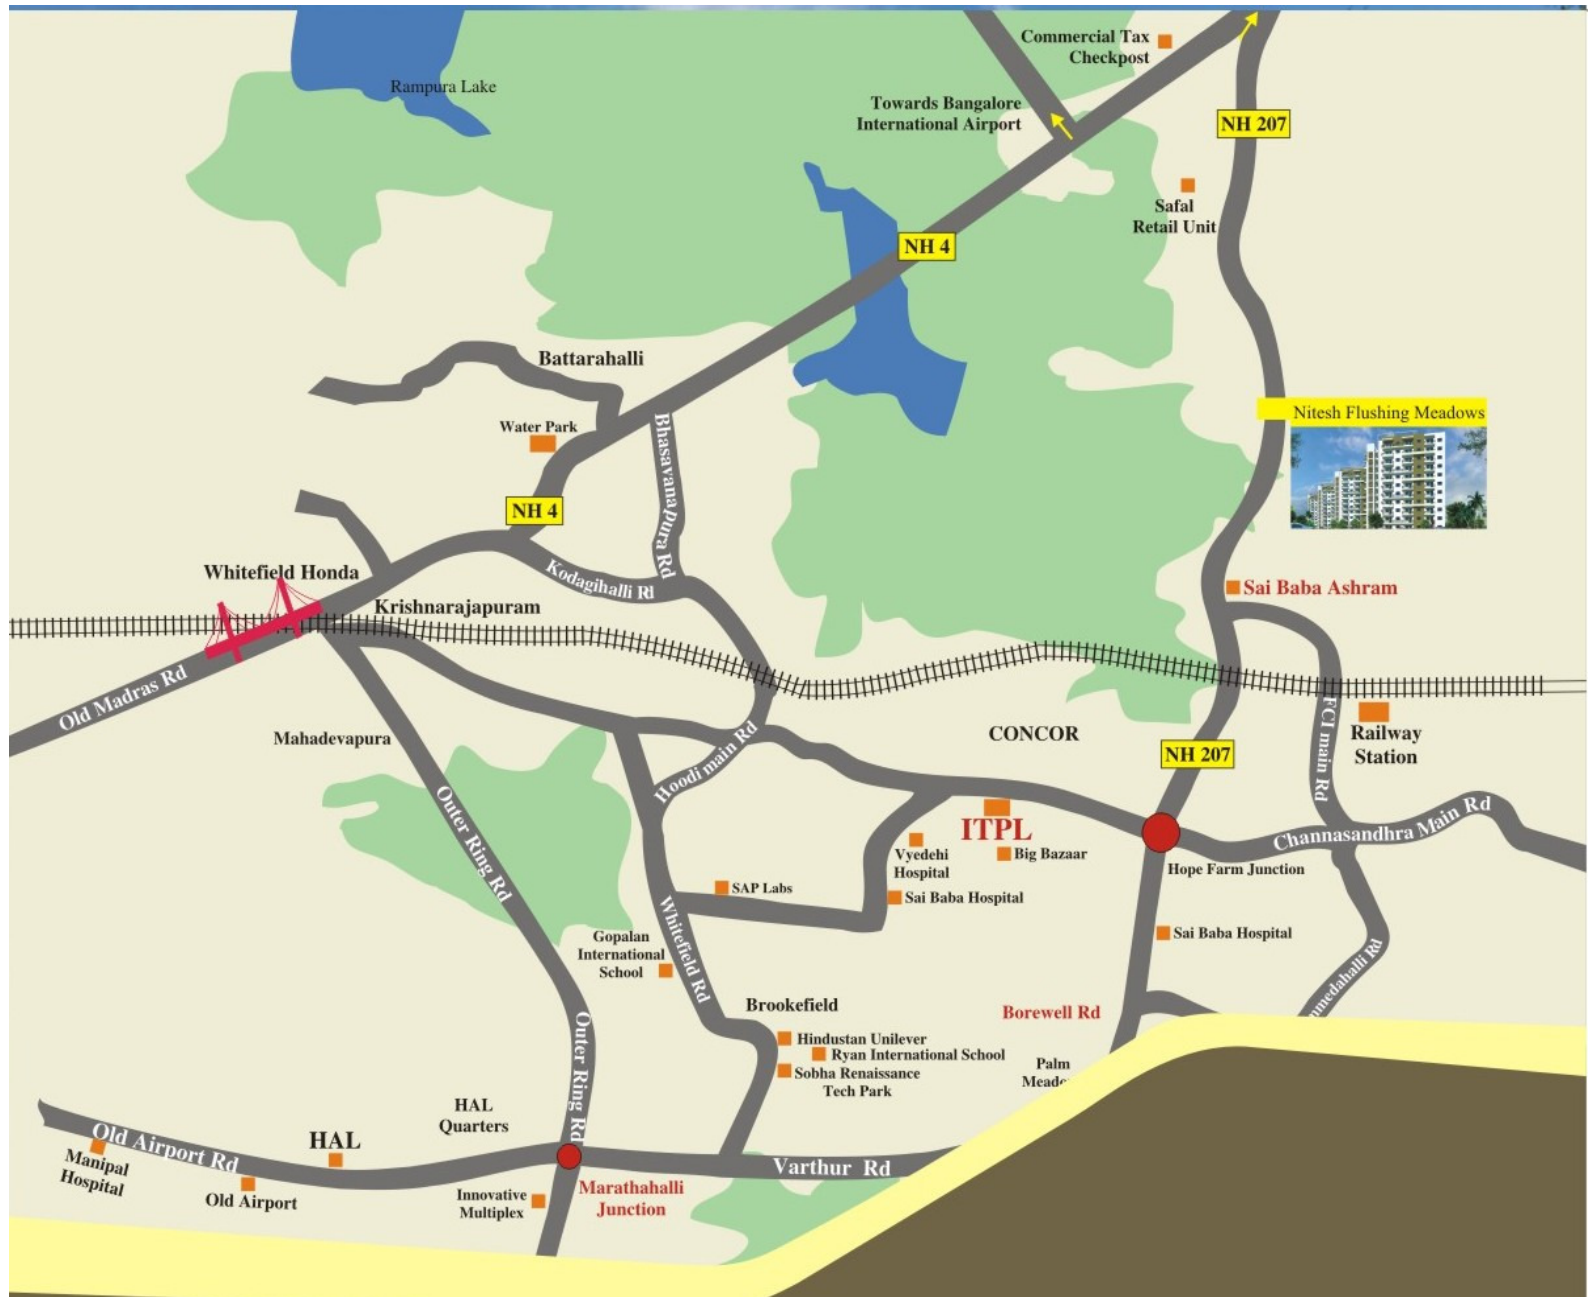 Commercial Tax
Checkpost
Rampura Lake
Towards Bangalore
International Airport
NH 207
Safal
Retail Unit
NH 4
Battarahalli
Nitesh Flushing Meadows
Water Park
Bhasavanapura Rd
NH 4
Whitefield Honda
Kodagihalli Rd
Sai Baba Ashram
Krishnarajapuram
Old Madras Rd
Mahadevapura
Hoodi main Rd
CONCOR
NH 207
FCI main Rd
Railway
Station
Outer Ring Rd
ITPL
Channasandhra Main Rd
Vyedehi
Hospital
Big Bazaar
Hope Farm Junction
SAP Labs
Sai Baba Hospital
Whitefield Rd
Gopalan
International
School
Sai Baba Hospital
Brookefield
Borewell Rd
Outer Ring Rd
Hindustan Unilever
Ryan International School
Sobha Renaissance
Tech Park
Palm
HAL
Quarters
HAL
Old Airport Rd
Manipal
Hospital
Old Airport
Innovative
Multiplex
Marathahalli
Junction
Varthur Rd